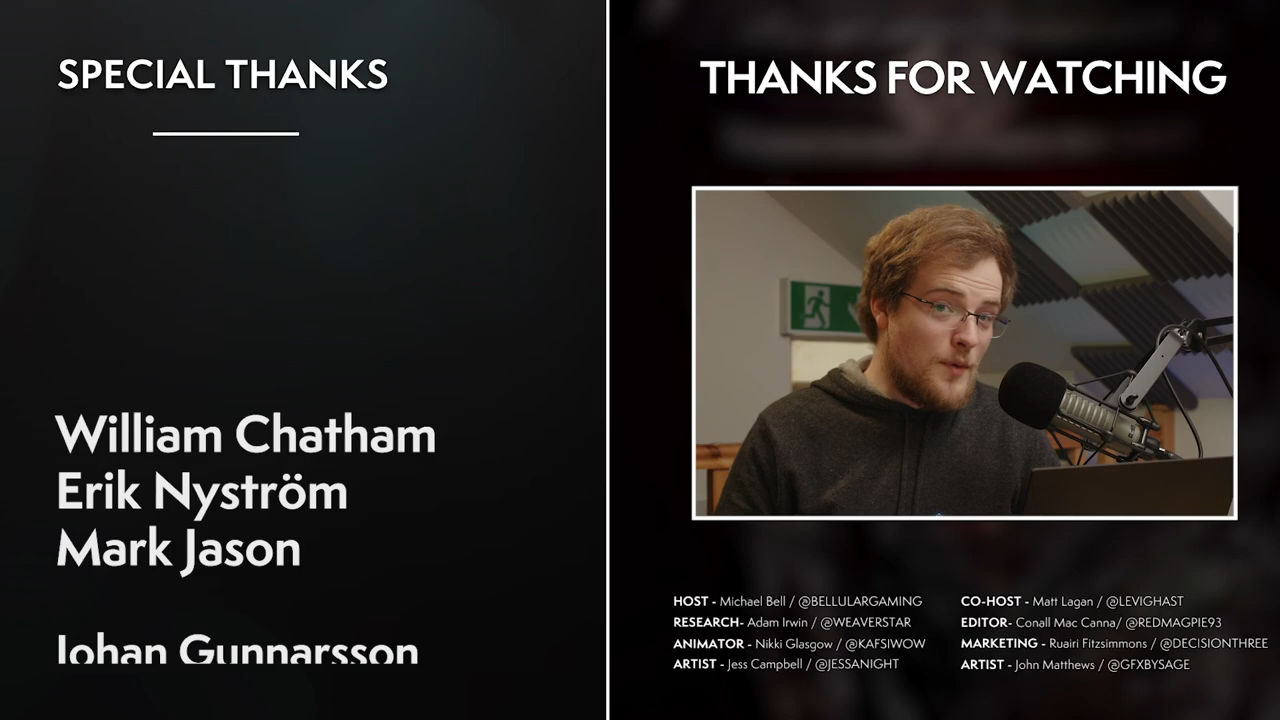 SPECIAL THANKS
William Chatham
Erik Nyström
Mark Jason
Johan Gunnarsson
THANKS FOR WATCHING
HOST - Michael Bell / @BELLULARGAMING
RESEARCH- Adam Irwin / @WEAVERSTAR
ANIMATOR - Nikki Glasgow / @KAFSIWOW
ARTIST - Jess Campbell / @JESSANIGHT
CO-HOST - Matt Lagan / @LEVIGHAST
EDITOR- Conall Mac Canna/ @REDMAGPIE93
MARKETING - Ruairi Fitzsimmons / @DECISIONTHREE
ARTIST - John Matthews / @GFXBYSAGE